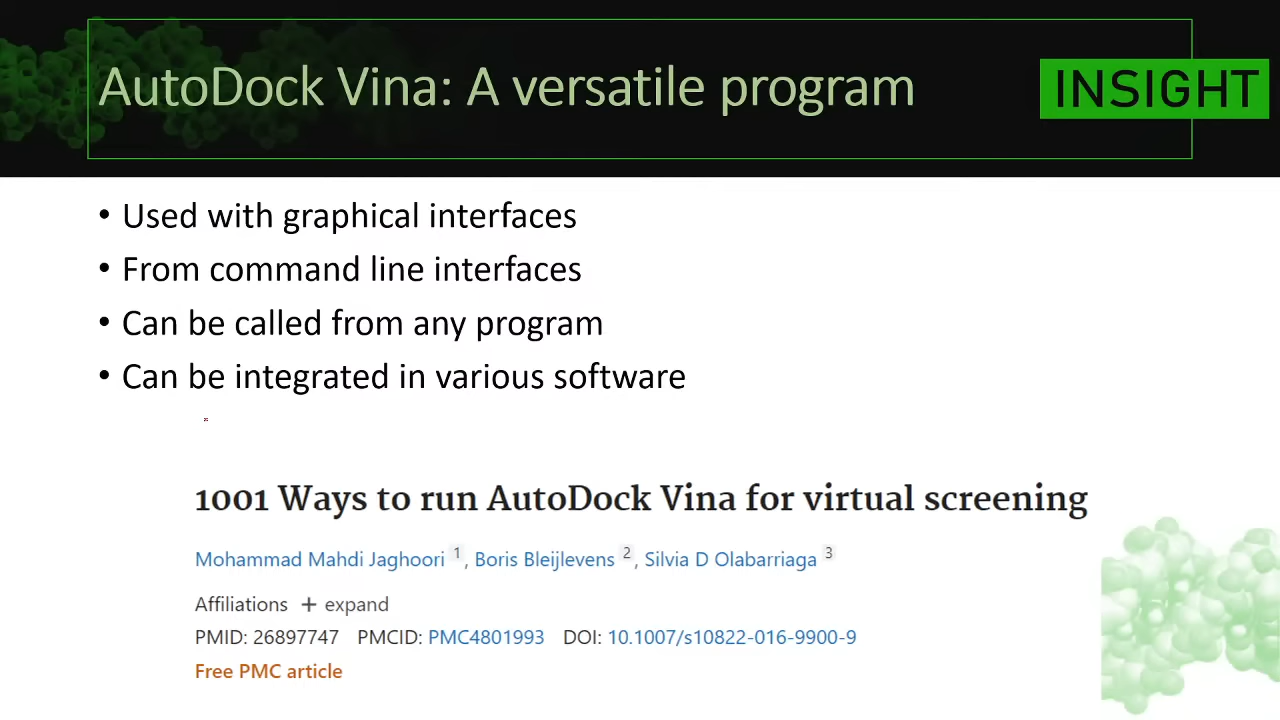 AutoDock Vina: A versatile program
INSIGHT
• Used with graphical interfaces
• From command line interfaces
• Can be called from any program
• Can be integrated in various software
1001 Ways to run AutoDock Vina for virtual screening
Mohammad Mahdi Jaghoori 1, Boris Bleijlevens 2, Silvia D Olabarriaga 3
Affiliations + expand
PMID: 26897747 PMCID: PMC4801993 DOI: 10.1007/s10822-016-9900-9
Free PMC article